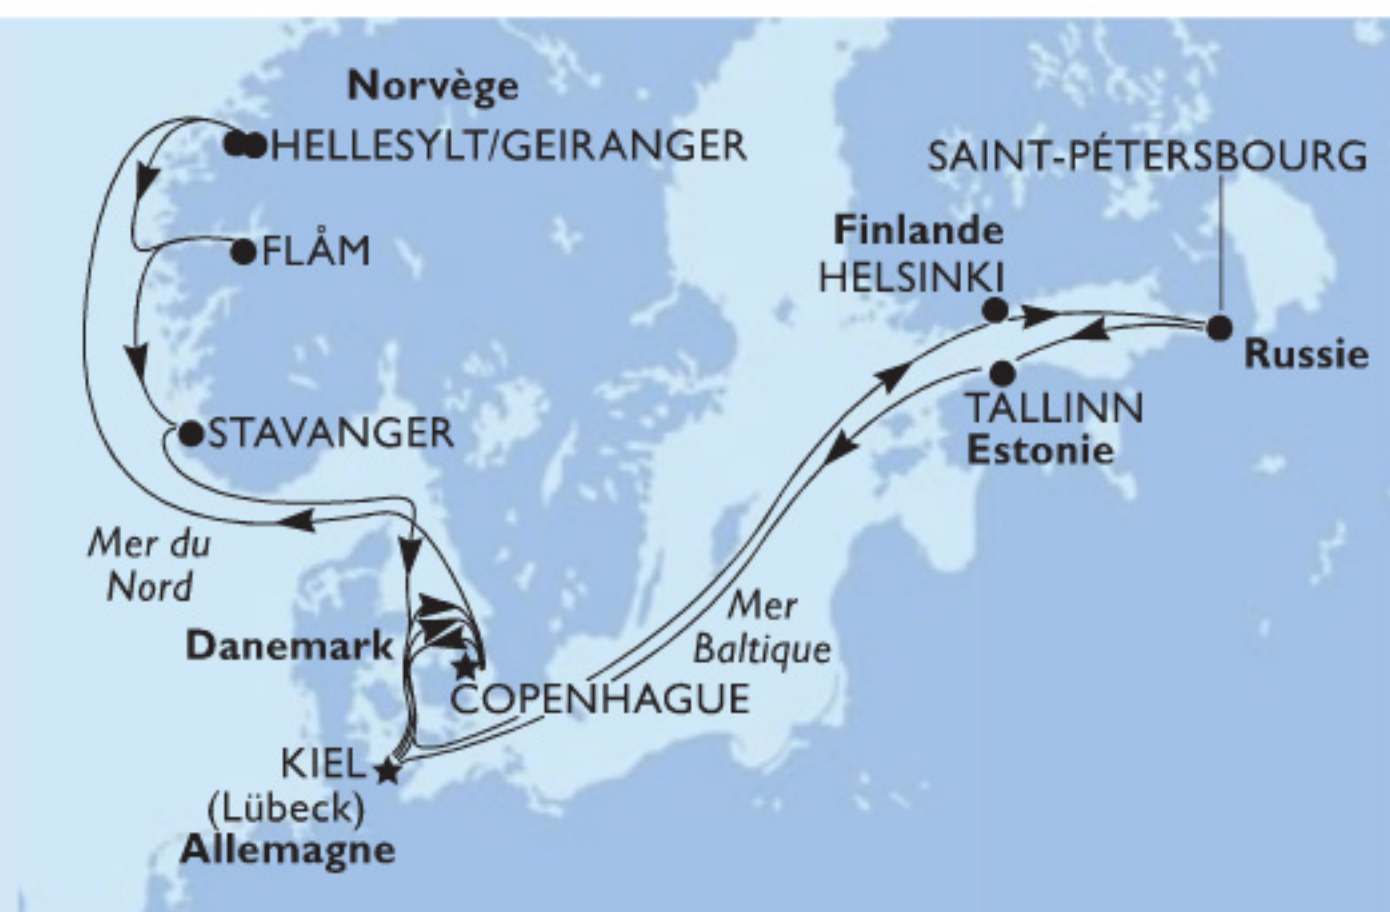 Norvège
HELLESYLT/GEIRANGER
SAINT-PÉTERSBOURG
Finlande
HELSINKI
FLÅM
Russie
TALLINN
Estonie
STAVANGER
Mer du
Nord
Mer
Baltique
Danemark
COPENHAGUE
KIEL
(Lübeck)
Allemagne